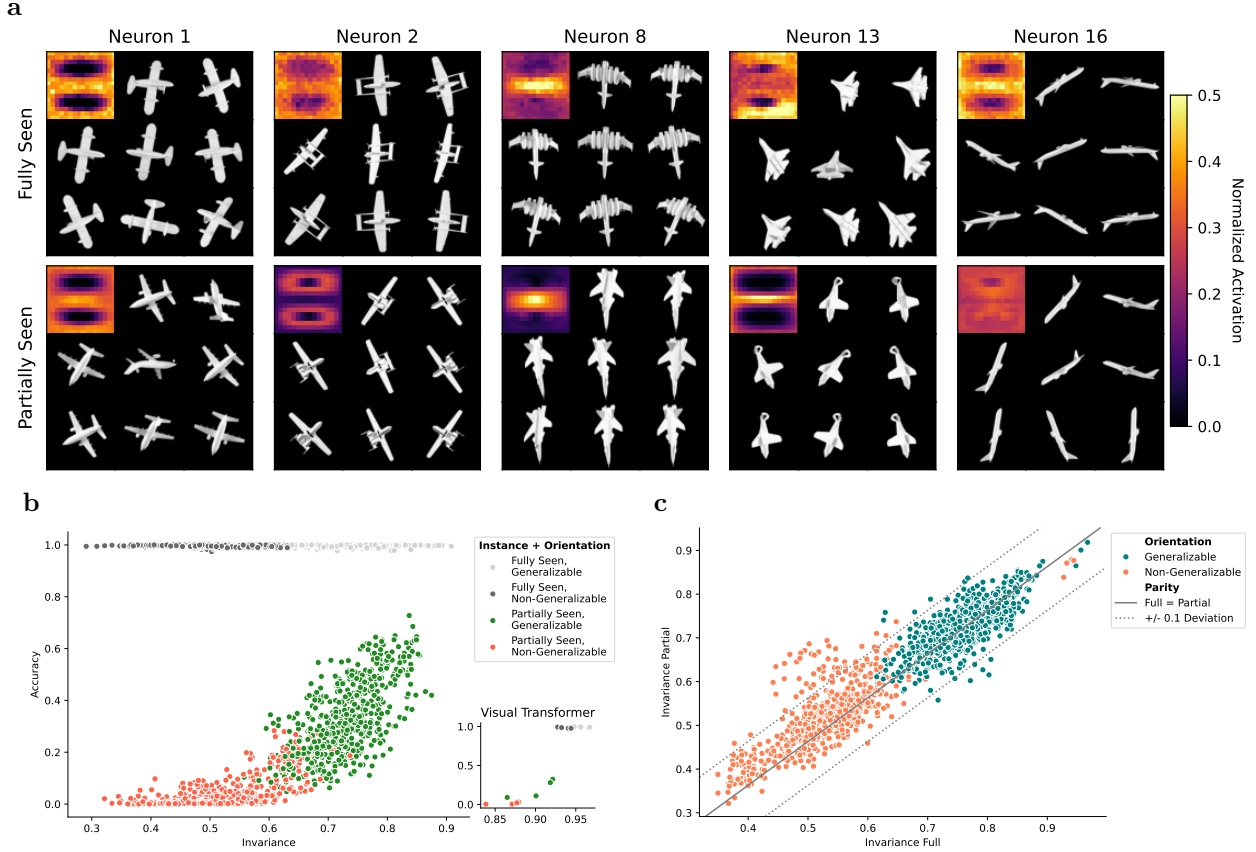 a
Neuron 1
Neuron 2
Neuron 8
Neuron 13
Neuron 16
Fully Seen
Partially Seen
0.5
0.4
0.3
0.2
0.1
0.0
Normalized Activation
b
1.0
0.8
0.6
0.4
0.2
0.0
Accuracy
0.3 0.4 0.5 0.6 0.7 0.8 0.9
Invariance
Instance + Orientation
Fully Seen,
Generalizable
Fully Seen,
Non-Generalizable
Partially Seen,
Generalizable
Partially Seen,
Non-Generalizable
Visual Transformer
1.0
0.5
0.0
0.85 0.90 0.95
c
0.9
0.8
0.7
0.6
0.5
0.4
0.3
Invariance Partial
0.4 0.5 0.6 0.7 0.8 0.9
Invariance Full
Orientation
Generalizable
Non-Generalizable
Parity
Full = Partial
+/- 0.1 Deviation